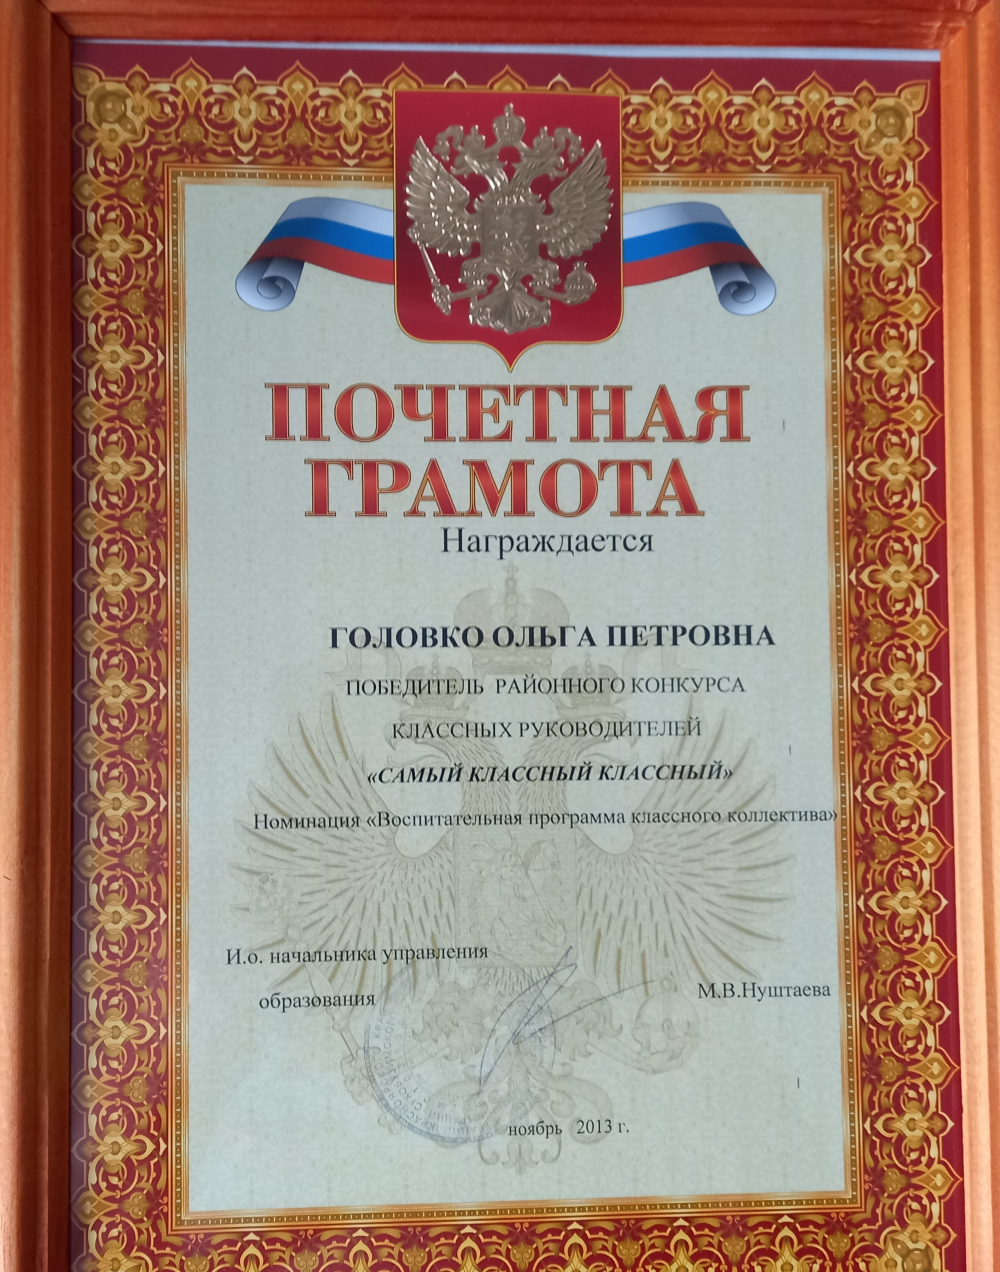 ПОЧЕТНАЯ
ГРАМОТА
Награждается
ГОЛОВКО ОЛЬГА ПЕТРОВНА
ПОБЕДИТЕЛЬ РАЙОННОГО КОНКУРСА
КЛАССНЫХ РУКОВОДИТЕЛЕЙ
«САМЫЙ КЛАССНЫЙ КЛАССНЫЙ»
Номинация «Воспитательная программа классного коллектива»
И.о. начальника управления
образования
М.В.Нуштаева
ноябрь 2013 г.